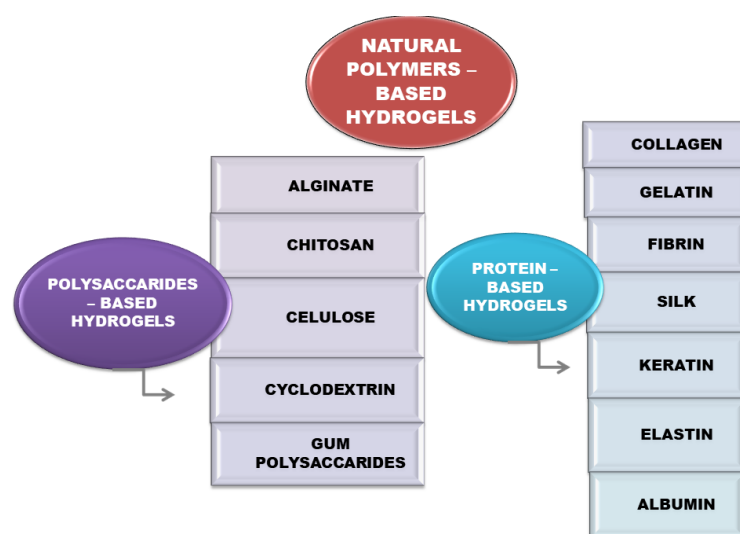 NATURAL
POLYMERS –
BASED
HYDROGELS
POLYSACCARIDES
– BASED
HYDROGELS
ALGINATE
CHITOSAN
CELULOSE
CYCLODEXTRIN
GUM
POLYSACCARIDES
PROTEIN –
BASED
HYDROGELS
COLLAGEN
GELATIN
FIBRIN
SILK
KERATIN
ELASTIN
ALBUMIN